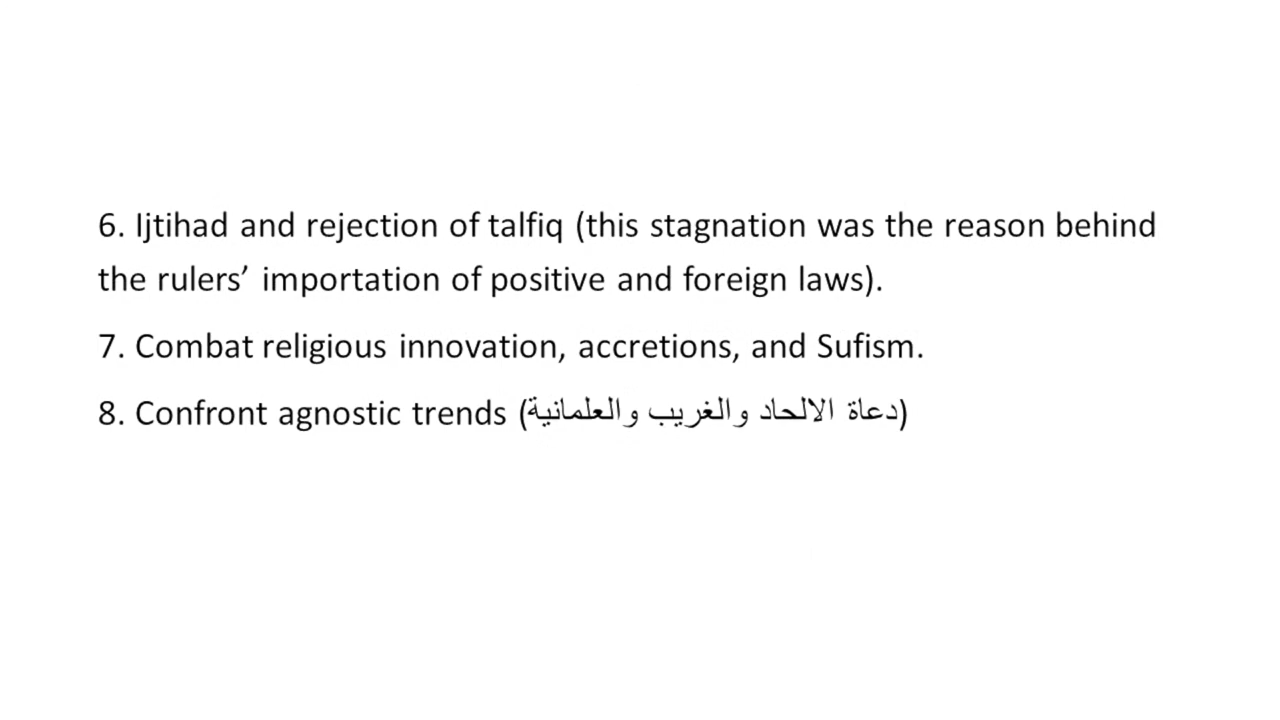 6. Ijtihad and rejection of talfiq (this stagnation was the reason behind
the rulers’ importation of positive and foreign laws).
7. Combat religious innovation, accretions, and Sufism.
8. Confront agnostic trends (دعاة الالحاد والغريب والعلمانية)